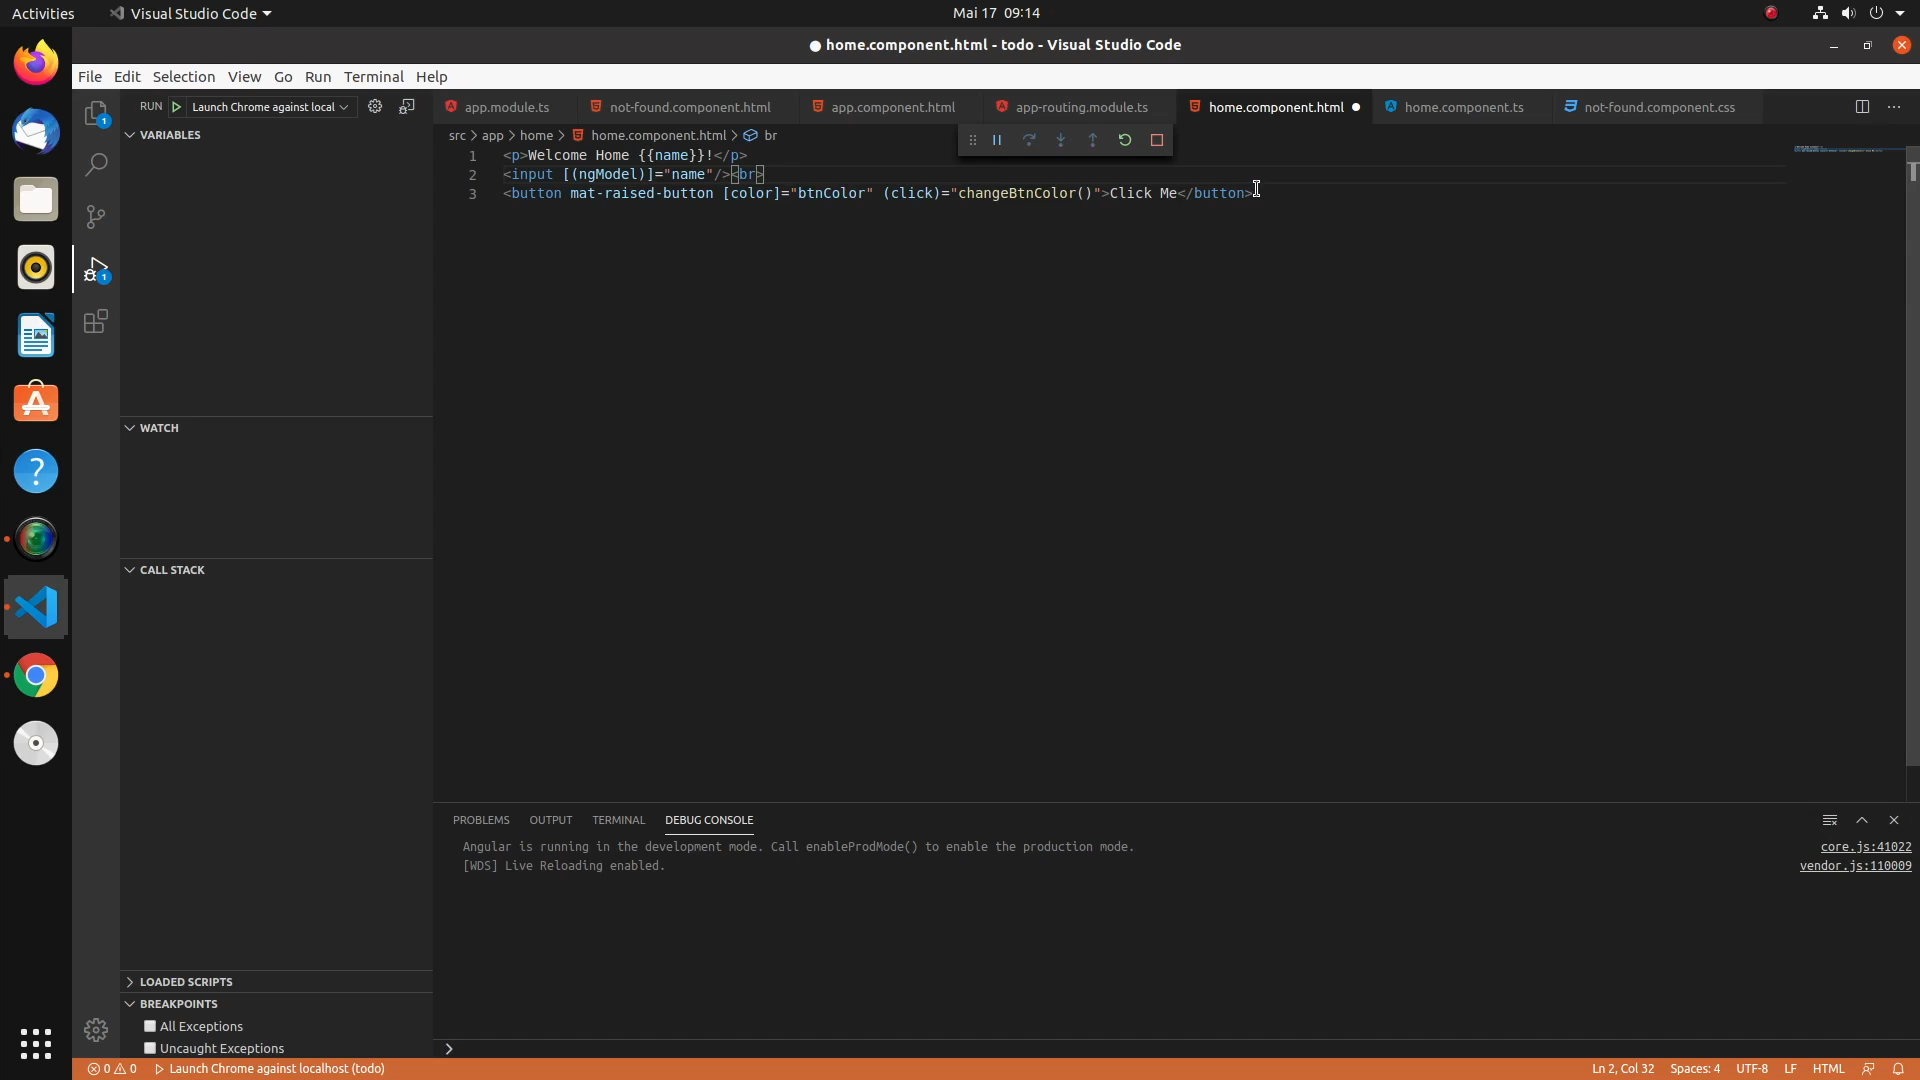 Activities
Visual Studio Code
Mai 17 09:14
● home.component.html - todo - Visual Studio Code
File Edit Selection View Go Run Terminal Help
RUN Launch Chrome against local
app.module.ts
not-found.component.html
app.component.html
app-routing.module.ts
home.component.html
home.component.ts
not-found.component.css
src > app > home > home.component.html > br
VARIABLES
1 <p>Welcome Home {{name}}!</p>
2 <input [(ngModel)]="name"/><br>
3 <button mat-raised-button [color]="btnColor" (click)="changeBtnColor()">Click Me</button>
1
1
WATCH
CALL STACK
LOADED SCRIPTS
BREAKPOINTS
All Exceptions
Uncaught Exceptions
PROBLEMS OUTPUT TERMINAL DEBUG CONSOLE
Angular is running in the development mode. Call enableProdMode() to enable the production mode. core.js:41022
[WDS] Live Reloading enabled. vendor.js:110009
0 0 Launch Chrome against localhost (todo)
Ln 2, Col 32 Spaces: 4 UTF-8 LF HTML